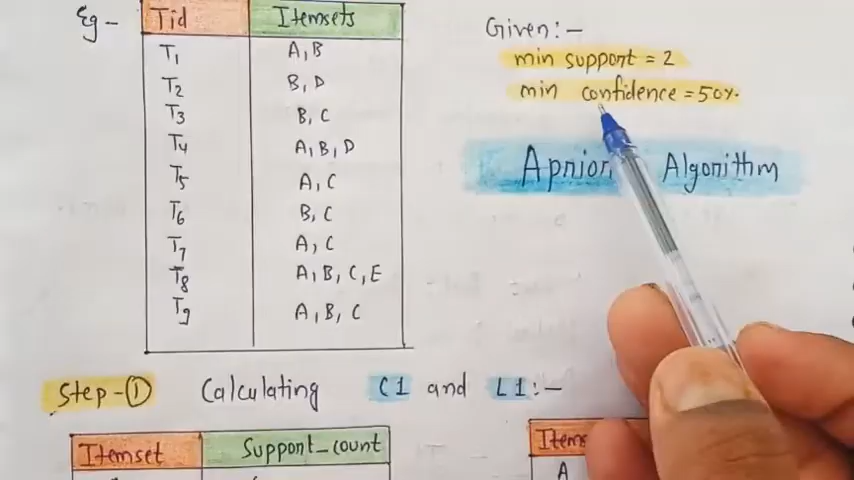 Eg-
Tid Itemsets
T1 A,B
T2 B,D
T3 B,C
T4 A,B,D
T5 A,C
T6 B,C
T7 A,C
T8 A,B,C,E
T9 A,B,C
Given:-
min support = 2
min confidence = 50%.
Apriori Algorithm
Step-① Calculating C1 and L1:-
Itemset Support_count
A